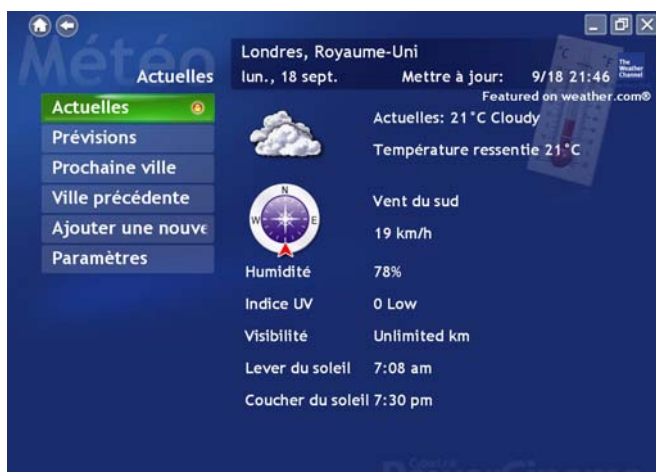 Météo
Londres, Royaume-Uni
Actuelles
lun., 18 sept. Mettre à jour: 9/18 21:46
The Weather Channel
Featured on weather.com®
°C °F
Actuelles
Prévisions
Prochaine ville
Ville précédente
Ajouter une nouve
Paramètres
Actuelles: 21°C Cloudy
Température ressentie 21°C
N
W E
Vent du sud
19 km/h
Humidité 78%
Indice UV 0 Low
Visibilité Unlimited km
Lever du soleil 7:08 am
Coucher du soleil 7:30 pm